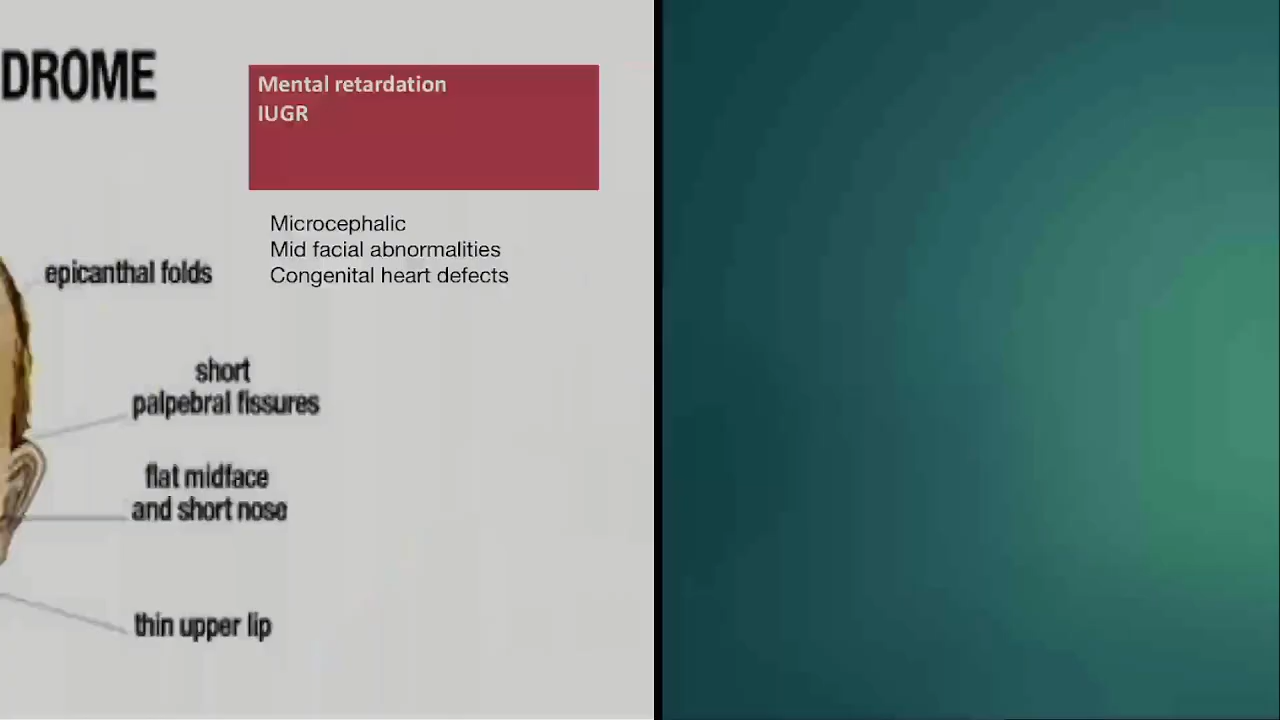 DROME
Mental retardation
IUGR
Microcephalic
Mid facial abnormalities
Congenital heart defects
epicanthal folds
short
palpebral fissures
flat midface
and short nose
thin upper lip